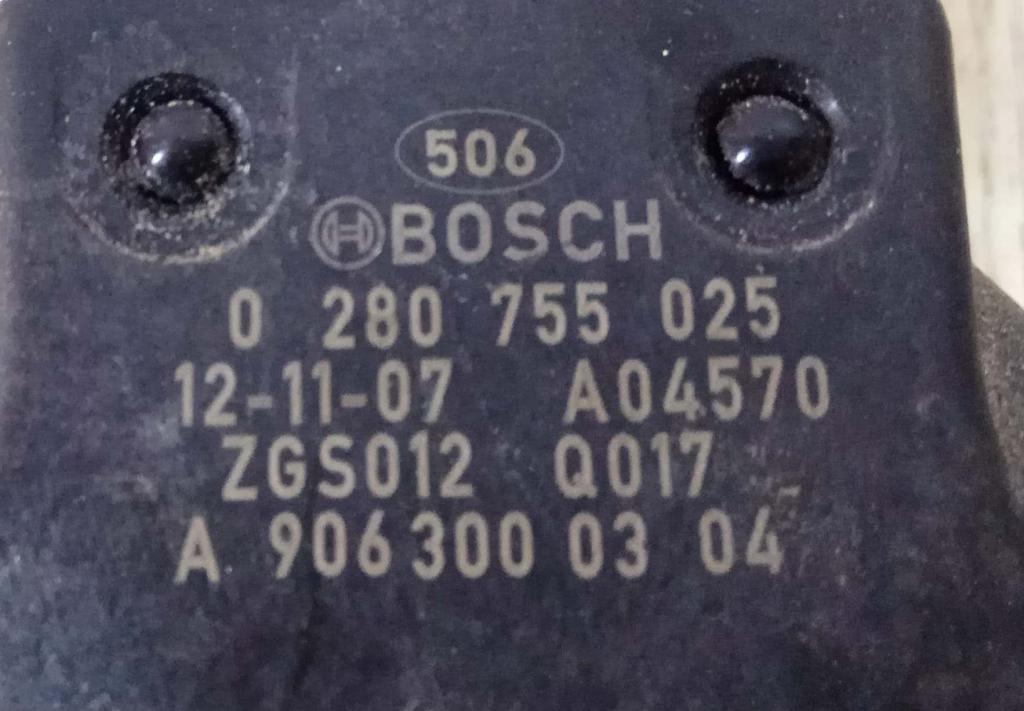 506
BOSCH
0 280 755 025
12-11-07 A04570
ZGS012 Q017
A 906 300 03 04